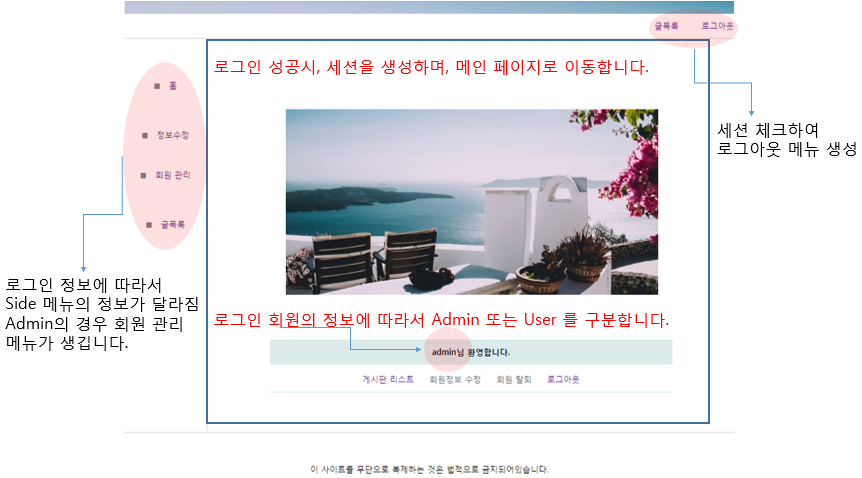 글목록 로그아웃
로그인 성공시, 세션을 생성하며, 메인 페이지로 이동합니다.
홈
정보수정
회원 관리
글목록
세션 체크하여
로그아웃 메뉴 생성
로그인 정보에 따라서
Side 메뉴의 정보가 달라짐
Admin의 경우 회원 관리
메뉴가 생깁니다.
로그인 회원의 정보에 따라서 Admin 또는 User 를 구분합니다.
admin님 환영합니다.
게시판 리스트 회원정보 수정 회원 탈퇴 로그아웃
이 사이트를 무단으로 복제하는 것은 법적으로 금지되어있습니다.